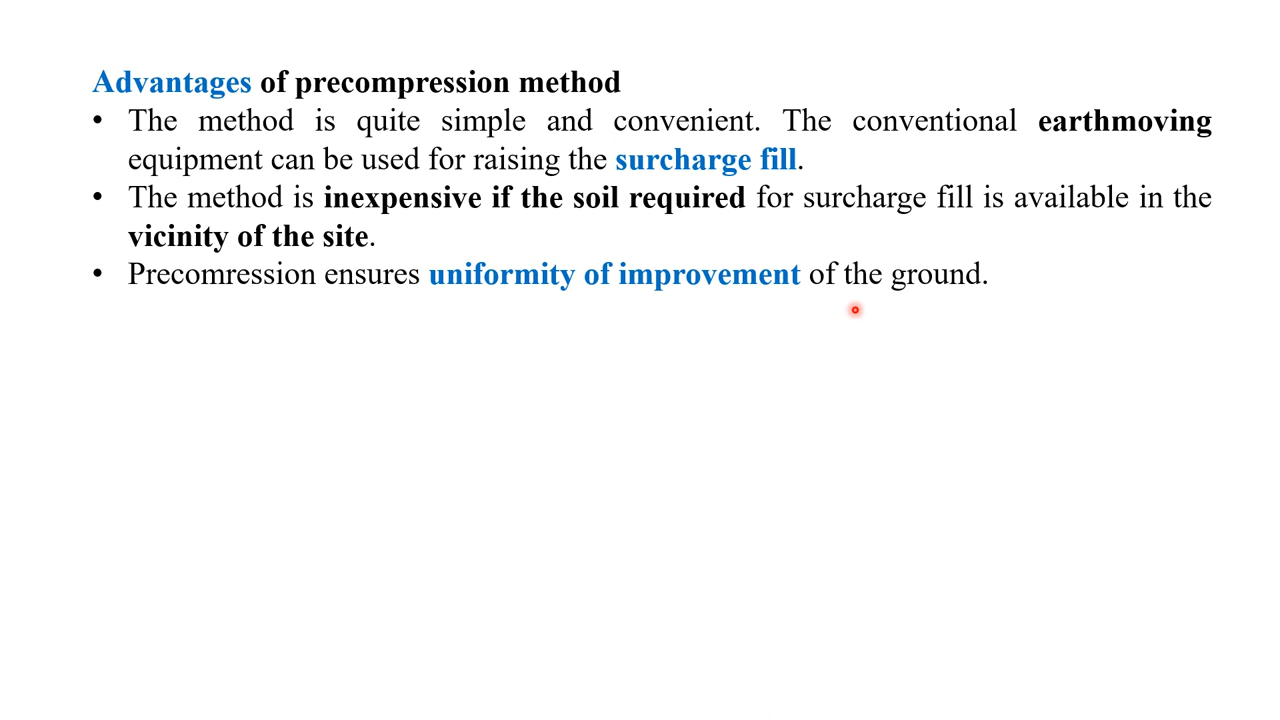 Advantages of precompression method
• The method is quite simple and convenient. The conventional earthmoving
equipment can be used for raising the surcharge fill.
• The method is inexpensive if the soil required for surcharge fill is available in the
vicinity of the site.
• Precomression ensures uniformity of improvement of the ground.